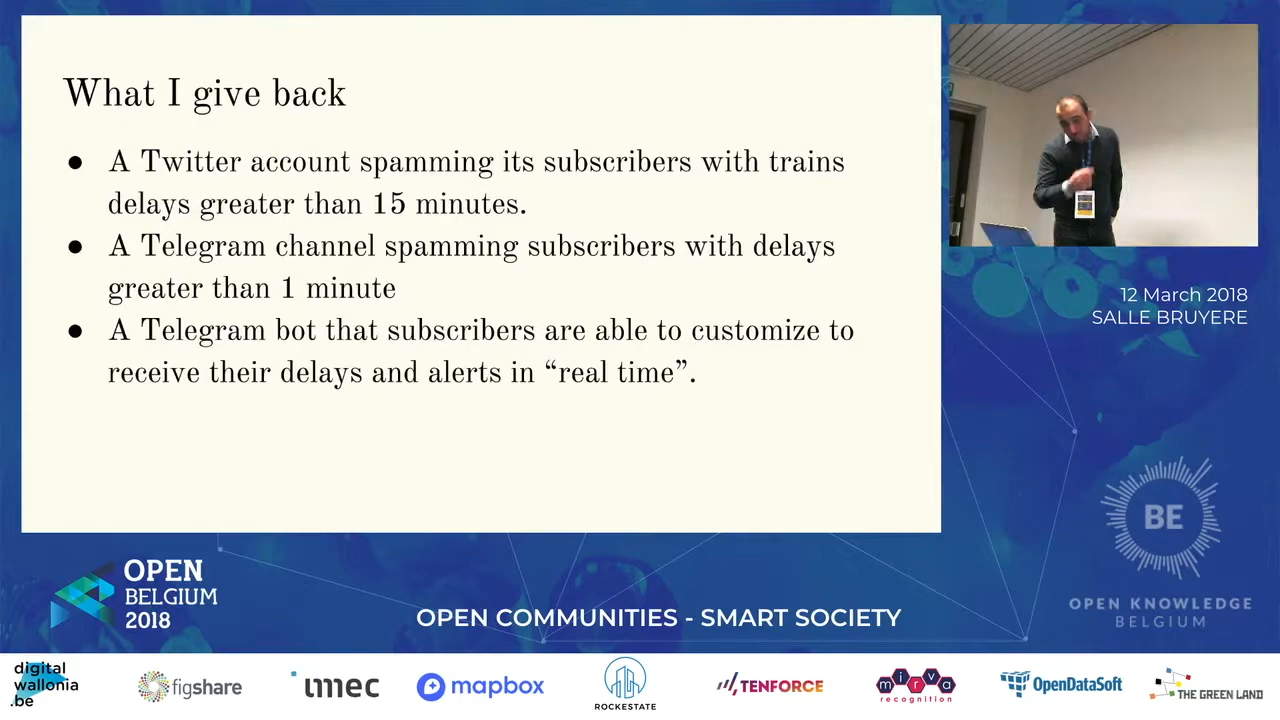 What I give back
● A Twitter account spamming its subscribers with trains
delays greater than 15 minutes.
● A Telegram channel spamming subscribers with delays
greater than 1 minute
● A Telegram bot that subscribers are able to customize to
receive their delays and alerts in “real time”.
12 March 2018
SALLE BRUYERE
BE
OPEN KNOWLEDGE
BELGIUM
OPEN
BELGIUM
2018
OPEN COMMUNITIES - SMART SOCIETY
digital
wallonia
.be
figshare
imec
mapbox
ROCKESTATE
TENFORCE
mirva
recognition
OpenDataSoft
THE GREEN LAND